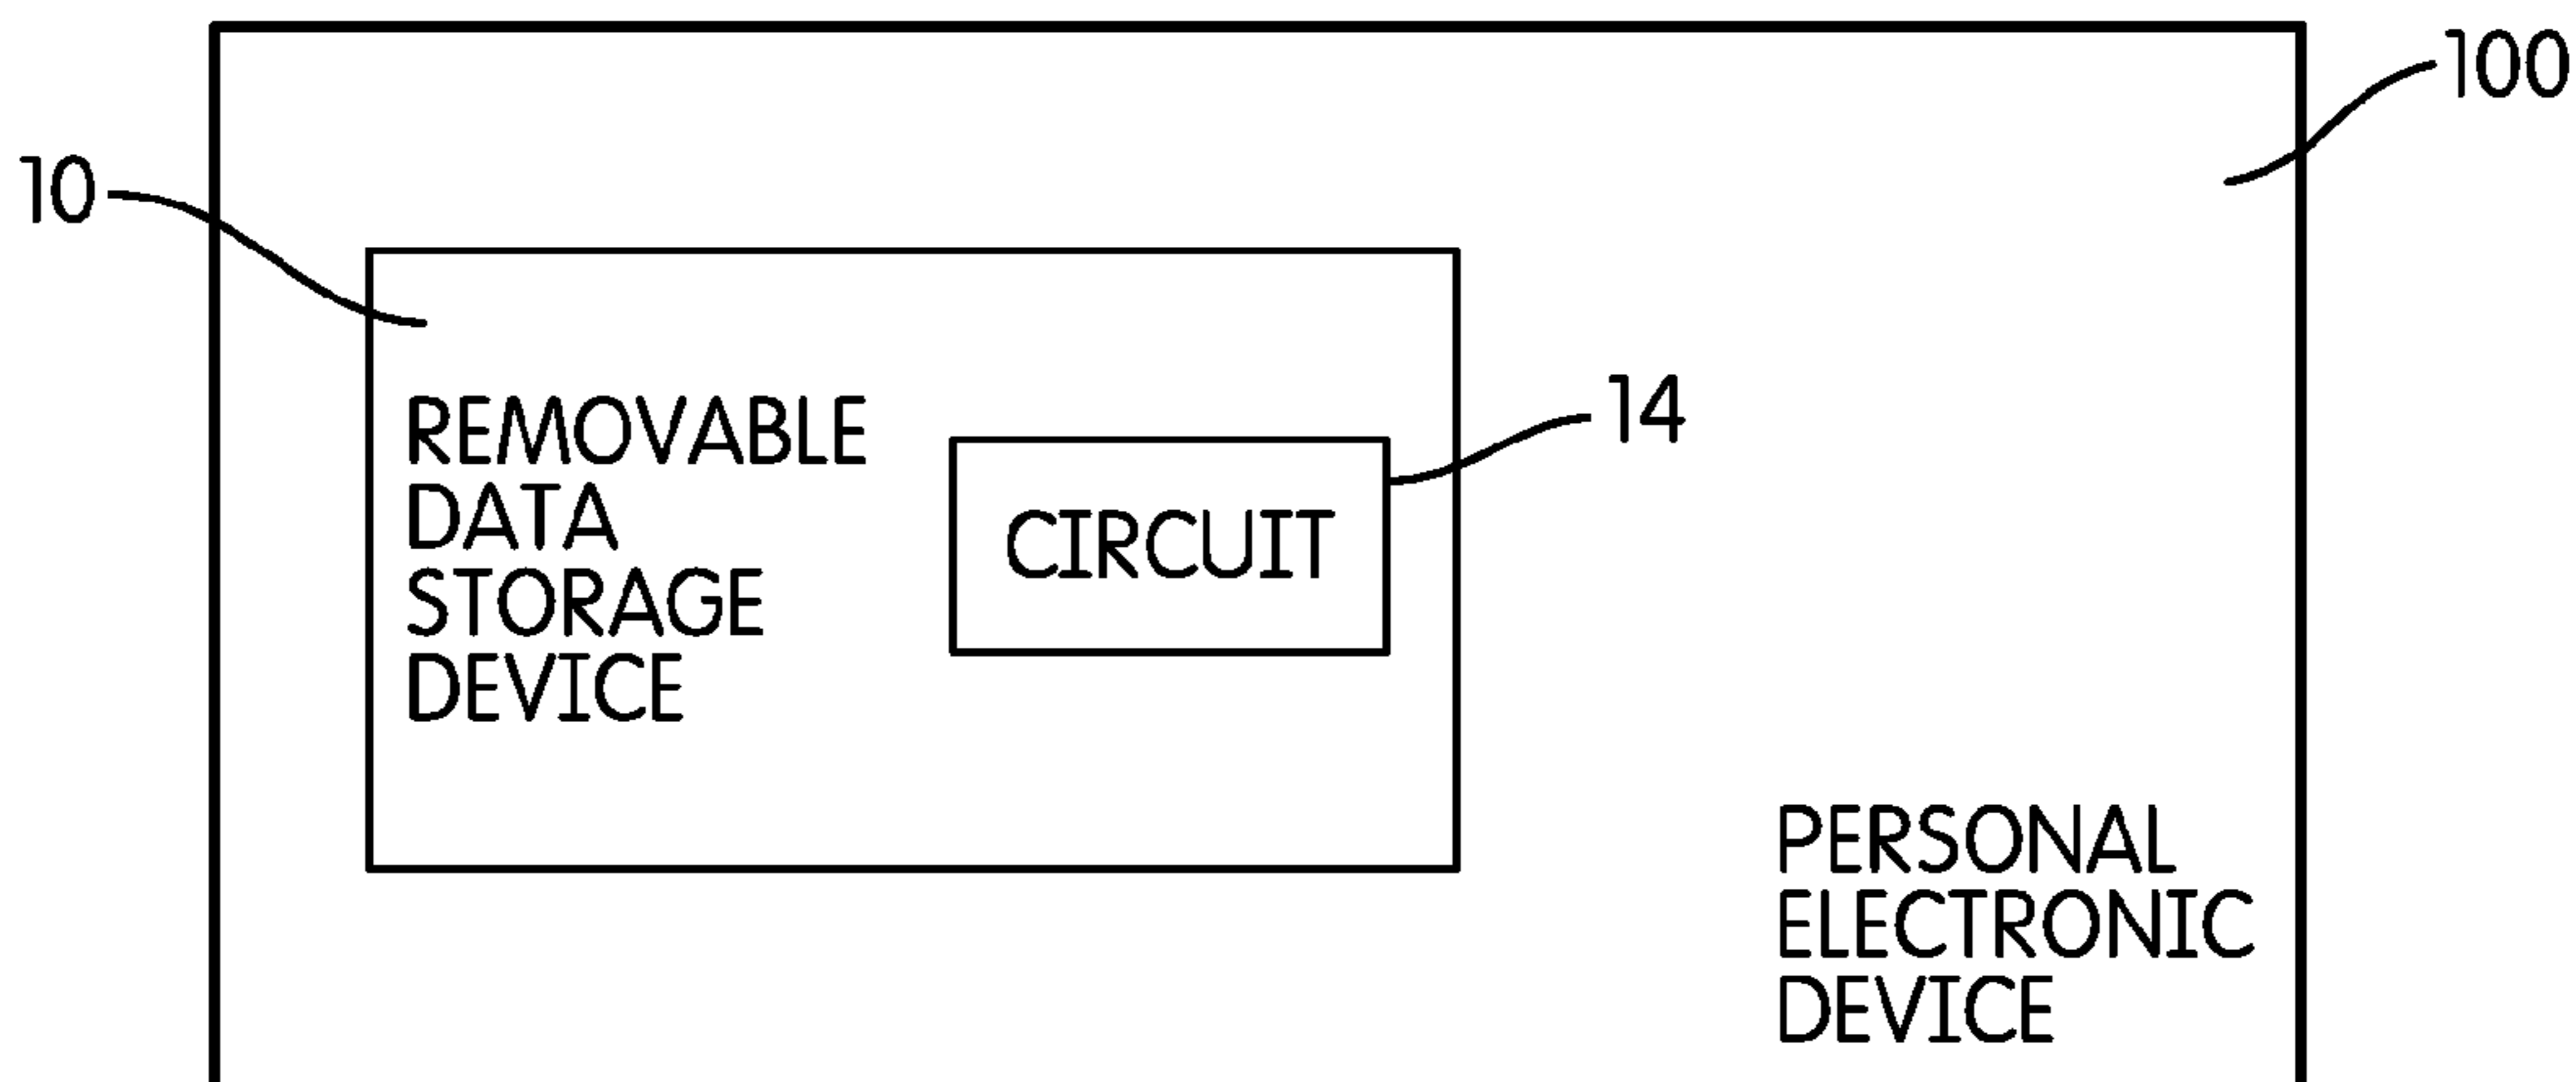 100
10
14
REMOVABLE
DATA
STORAGE
DEVICE
CIRCUIT
PERSONAL
ELECTRONIC
DEVICE